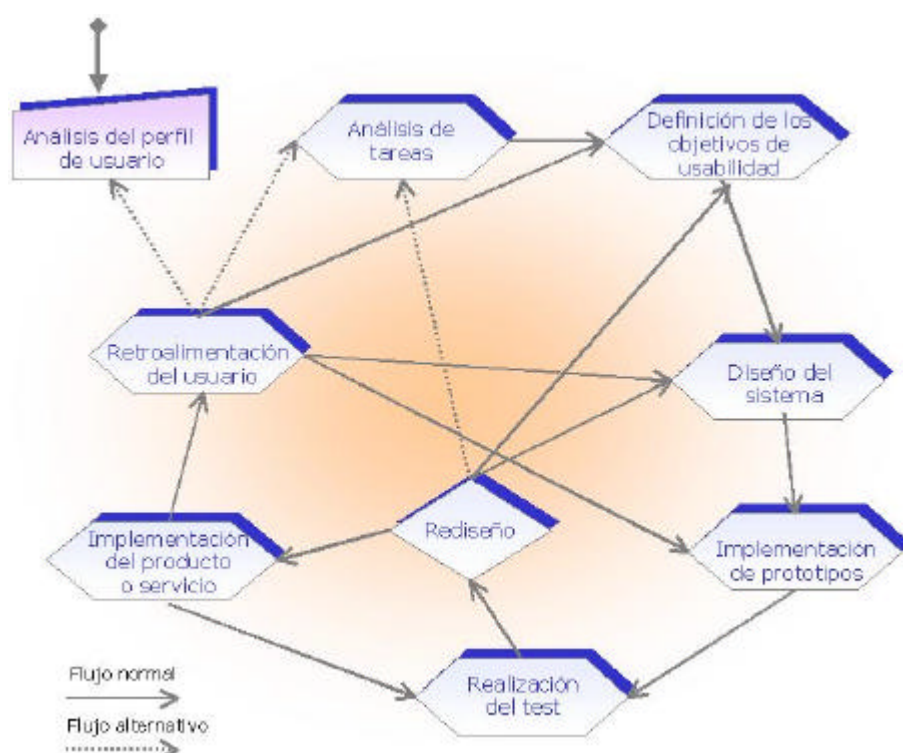 Análisis del perfil
de usuario
Análisis de
tareas
Definición de los
objetivos de
usabilidad
Retroalimentación
del usuario
Diseño del
sistema
Rediseño
Implementación
del producto
o servicio
Implementación
de prototipos
Realización
del test
Flujo normal
Flujo alternativo